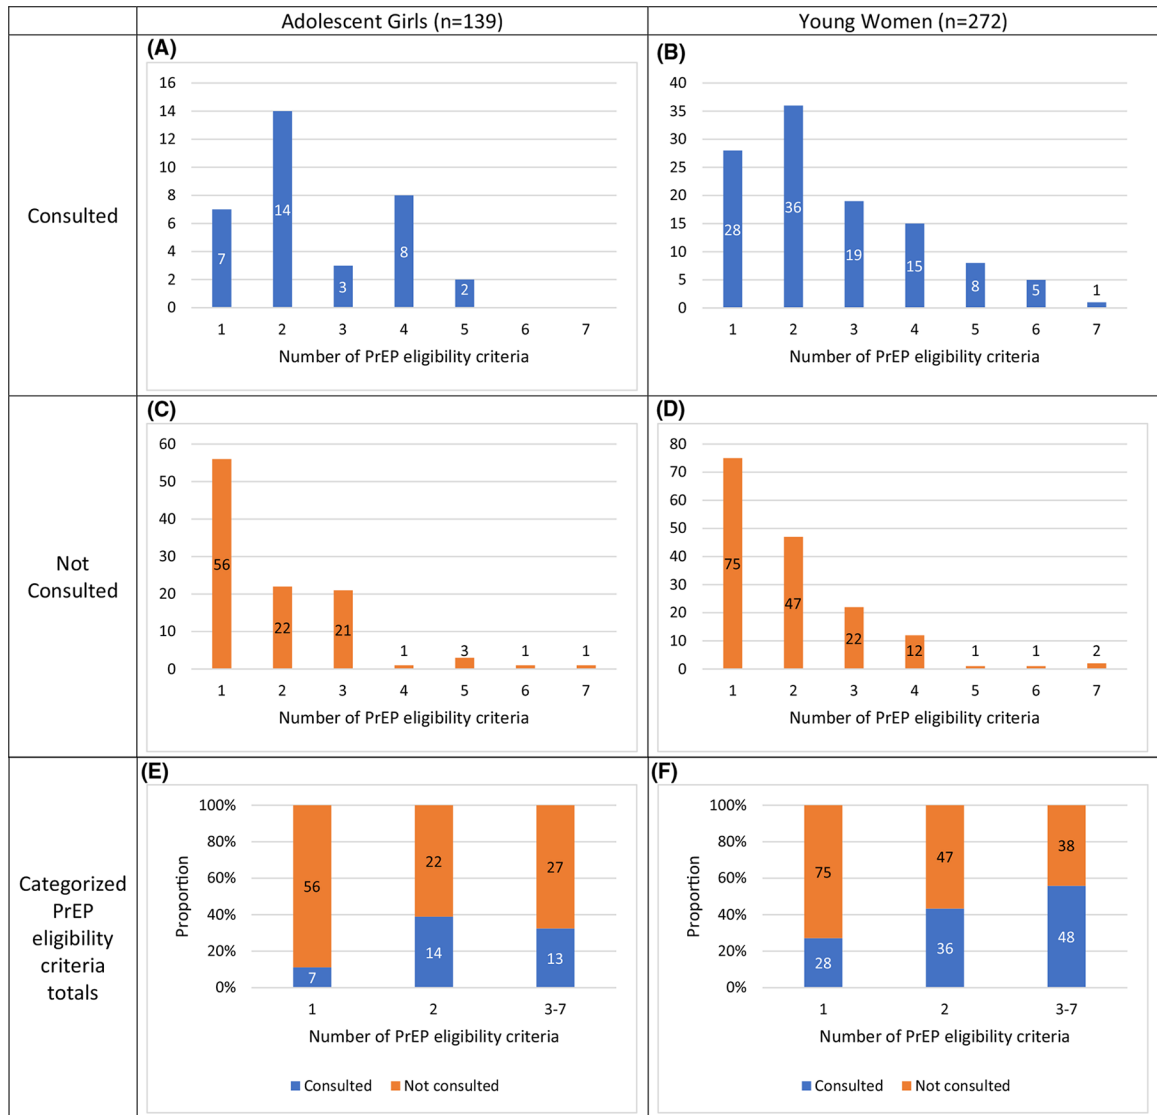 Adolescent Girls (n=139)
Young Women (n=272)
Consulted
(A)
16
14
12
10
8
6
4
2
0
7
14
3
8
2
1 2 3 4 5 6 7
Number of PrEP eligibility criteria
(B)
40
35
30
25
20
15
10
5
0
28
36
19
15
8
5
1
1 2 3 4 5 6 7
Number of PrEP eligibility criteria
Not
Consulted
(C)
60
50
40
30
20
10
0
56
22
21
1
3
1
1
1 2 3 4 5 6 7
Number of PrEP eligibility criteria
(D)
80
70
60
50
40
30
20
10
0
75
47
22
12
1
1
2
1 2 3 4 5 6 7
Number of PrEP eligibility criteria
Categorized
PrEP
eligibility
criteria
totals
(E)
Proportion
100%
80%
60%
40%
20%
0%
56
22
27
7
14
13
1 2 3-7
Number of PrEP eligibility criteria
Consulted Not consulted
(F)
Proportion
100%
80%
60%
40%
20%
0%
75
47
38
28
36
48
1 2 3-7
Number of PrEP eligibility criteria
Consulted Not consulted